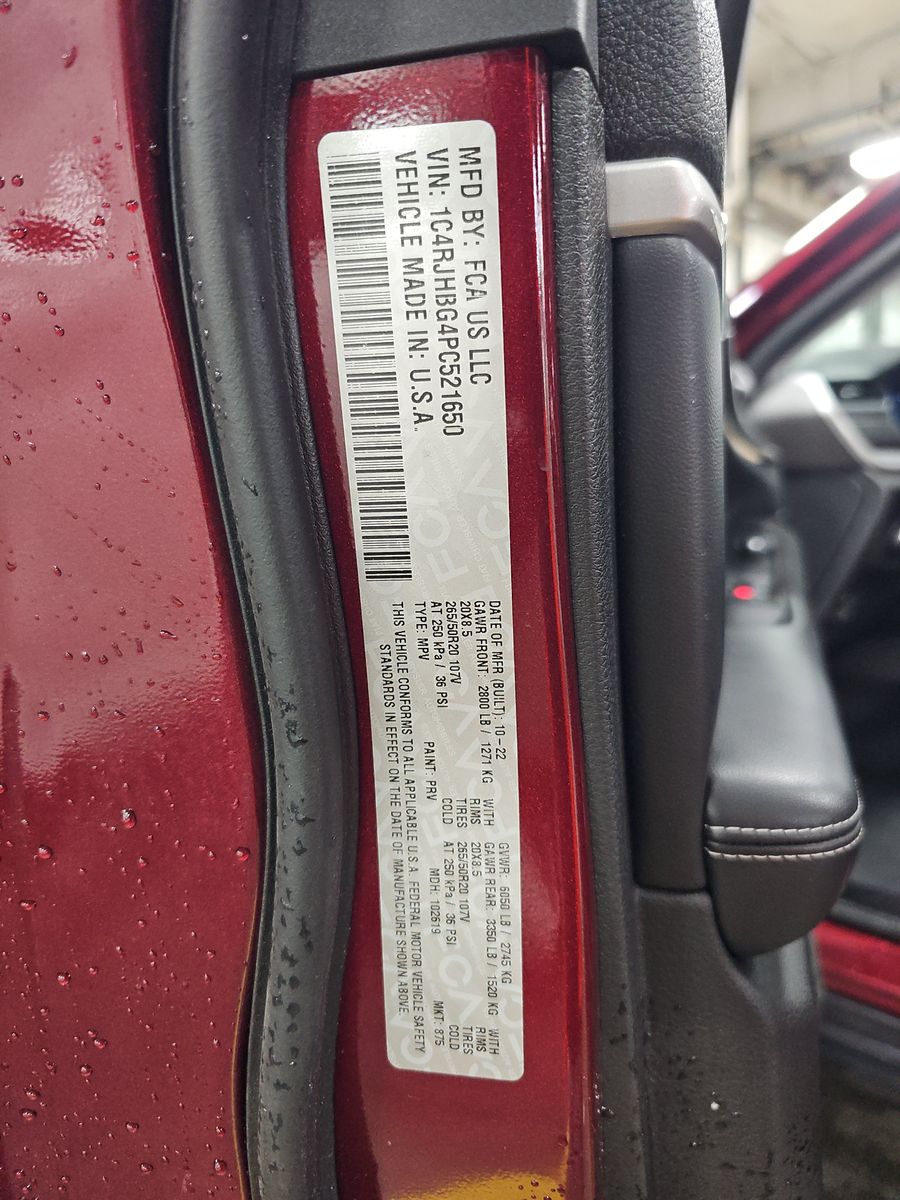 MFD BY: FCA US LLC
VIN: 1C4RJHBG4PC521650
VEHICLE MADE IN: U.S.A.
DATE OF MFR (BUILT): 10-22 GVWR: 6050 LB / 2745 KG
GAWR FRONT: 2800 LB / 1271 KG WITH GAWR REAR: 3350 LB / 1520 KG WITH
20X8.5 RIMS 20X8.5 RIMS
265/50R20 107V TIRES 265/50R20 107V TIRES
AT 250 kPa / 36 PSI COLD AT 250 kPa / 36 PSI COLD
TYPE: MPV PAINT: PRV MDH: 102619 MKT: 875
THIS VEHICLE CONFORMS TO ALL APPLICABLE U.S.A. FEDERAL MOTOR VEHICLE SAFETY
STANDARDS IN EFFECT ON THE DATE OF MANUFACTURE SHOWN ABOVE.